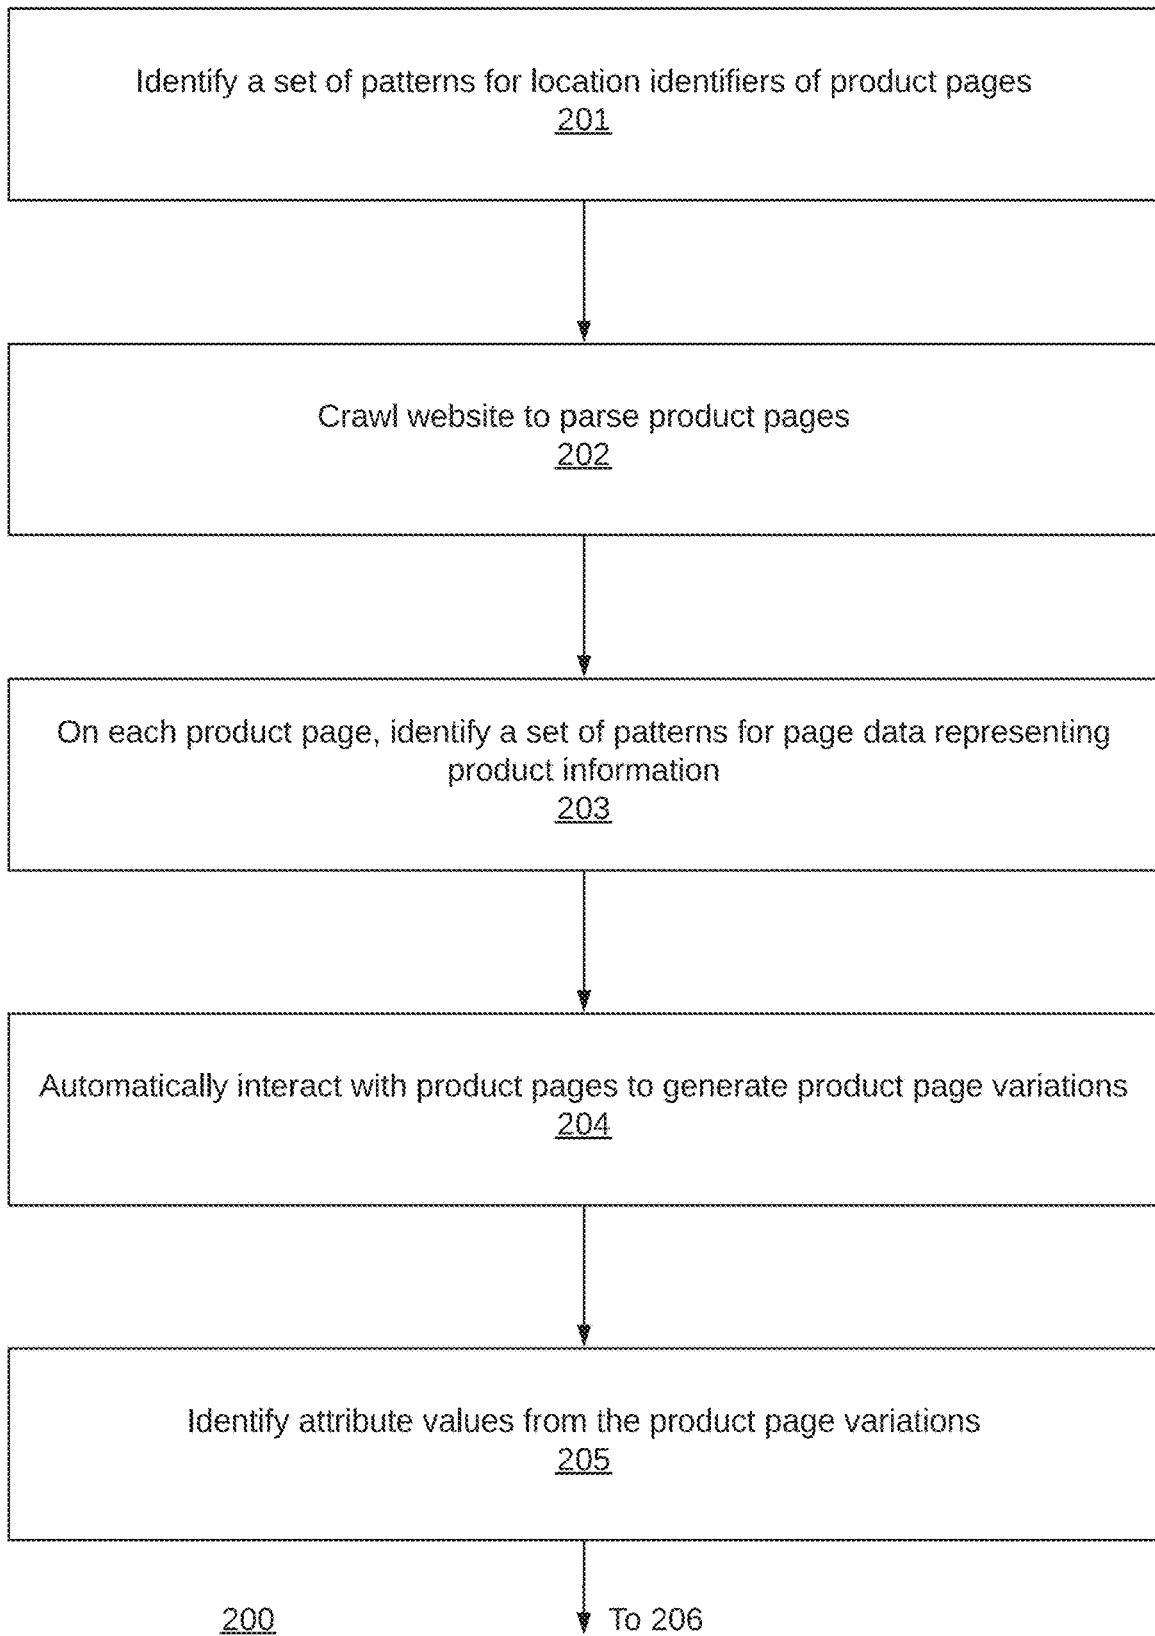 Identify a set of patterns for location identifiers of product pages
201
Crawl website to parse product pages
202
On each product page, identify a set of patterns for page data representing
product information
203
Automatically interact with product pages to generate product page variations
204
Identify attribute values from the product page variations
205
200
To 206